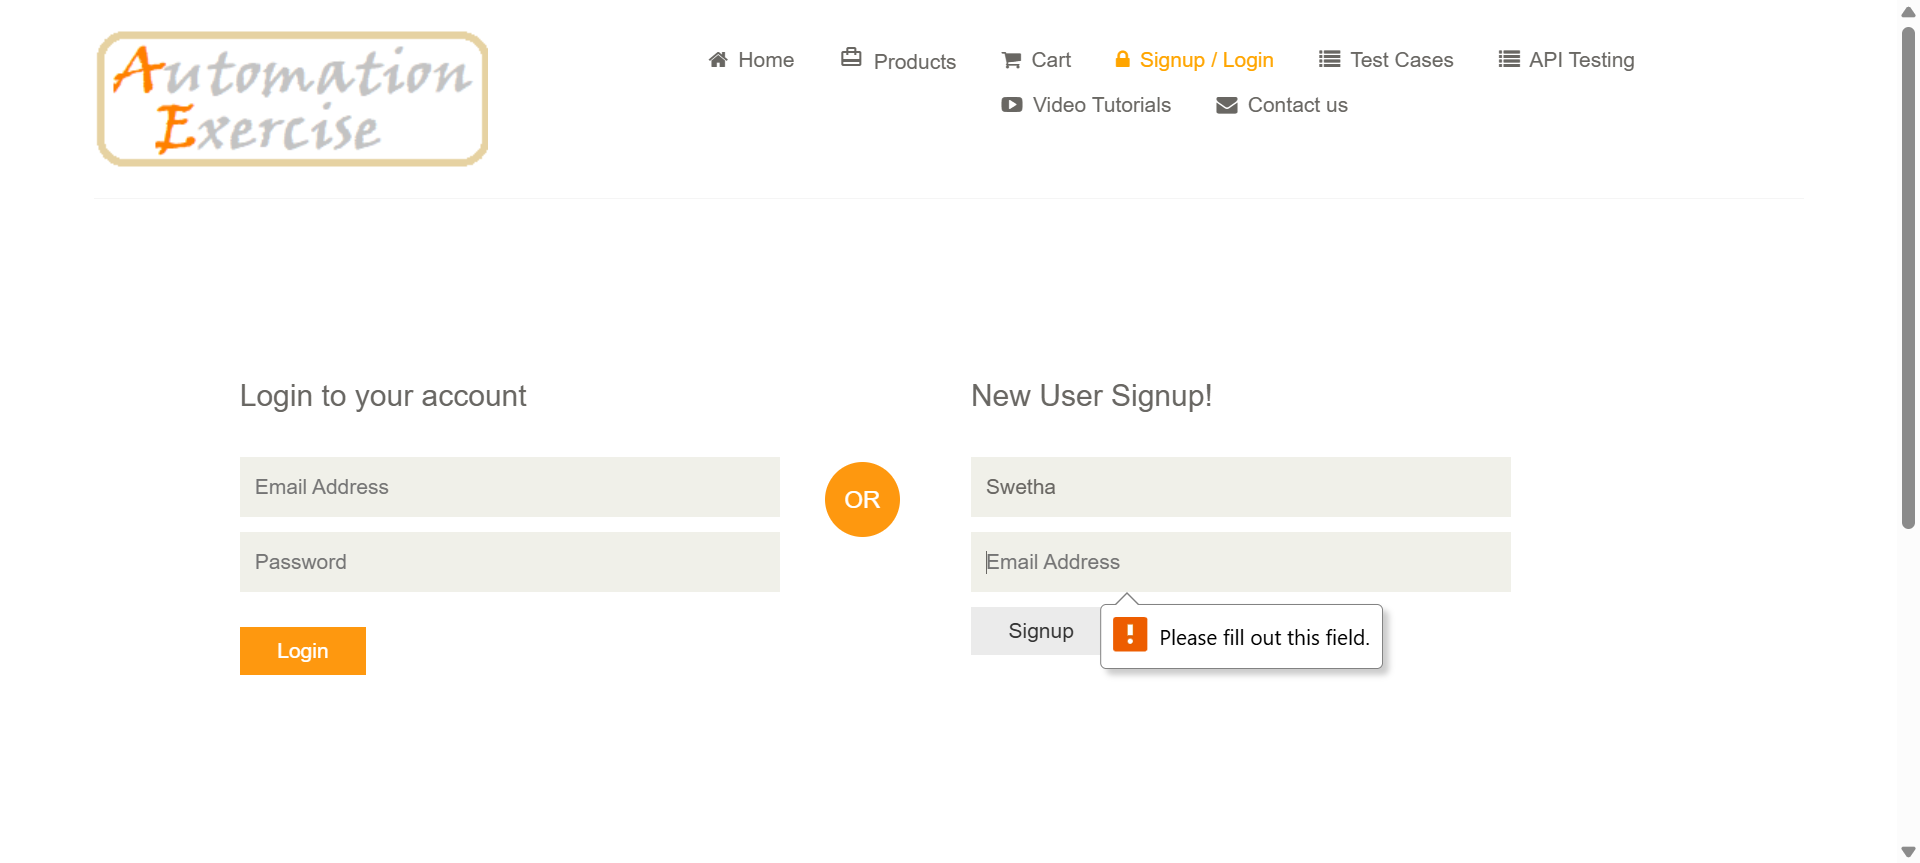 Automation
Exercise
Home
Products
Cart
Signup / Login
Test Cases
API Testing
Video Tutorials
Contact us
Login to your account
Email Address
Password
Login
OR
New User Signup!
Swetha
Email Address
Signup
Please fill out this field.